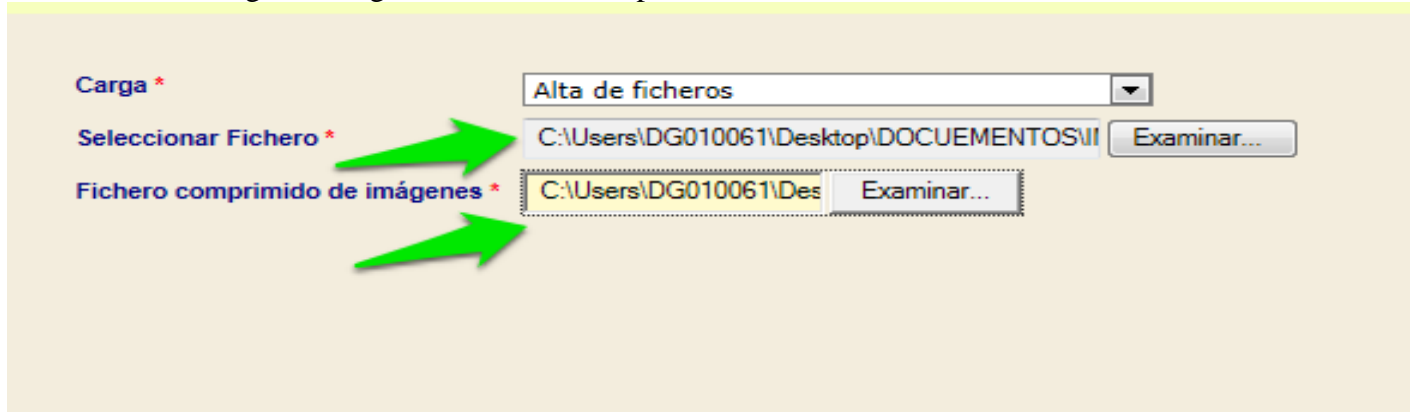 Carga *
Alta de ficheros
Seleccionar Fichero *
C:\Users\DG010061\Desktop\DOCUEMENTOS\II Examinar...
Fichero comprimido de imágenes *
C:\Users\DG010061\Des Examinar...